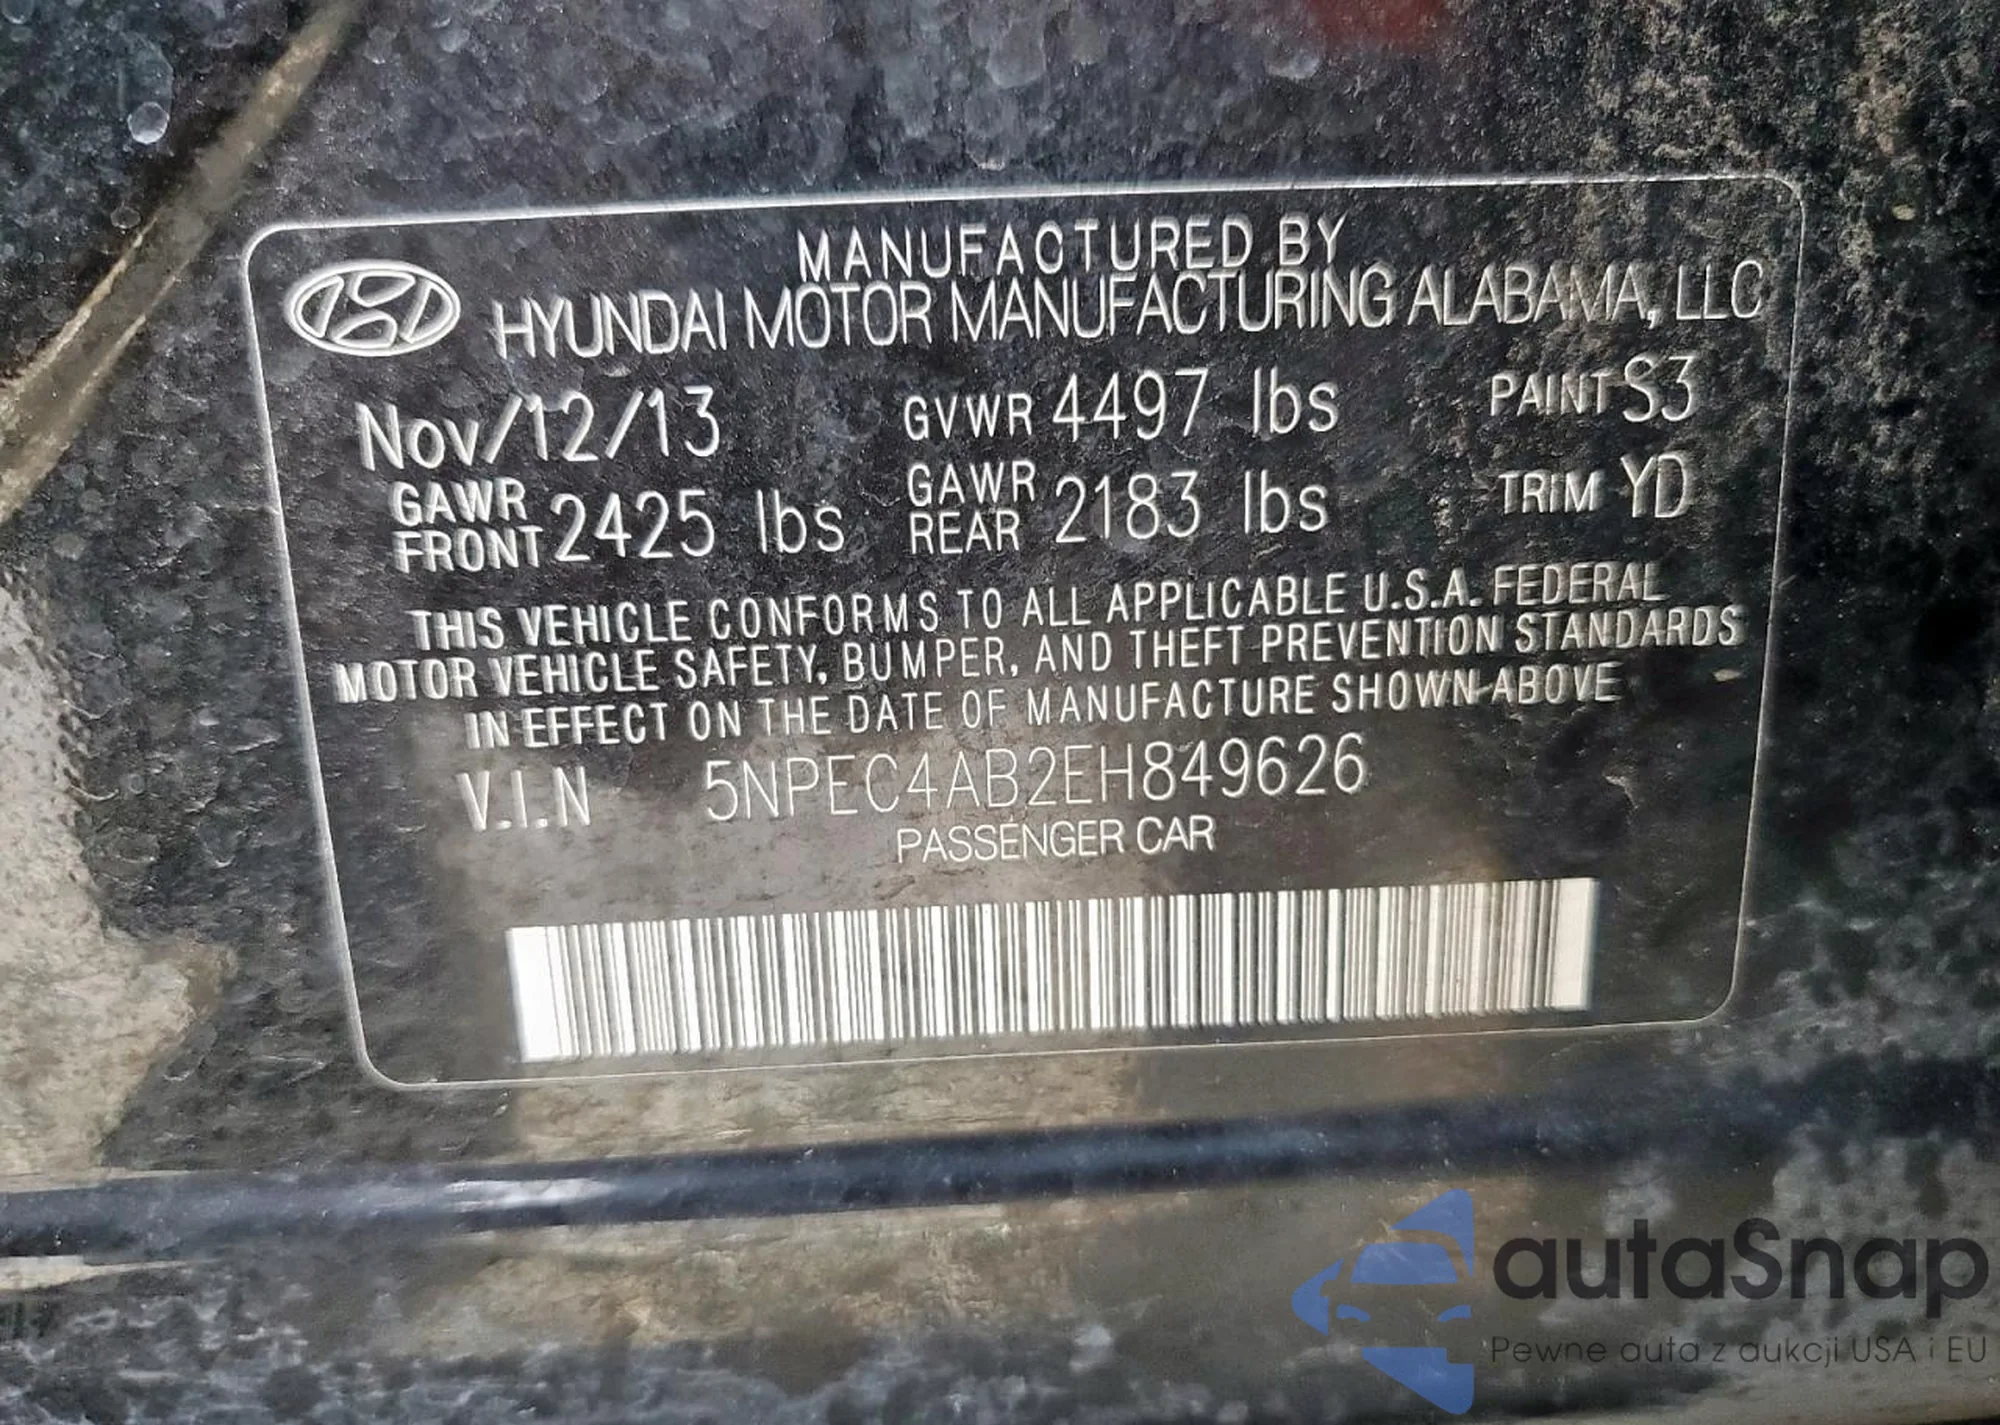 MANUFACTURED BY
HYUNDAI MOTOR MANUFACTURING ALABAMA, LLC
Nov/12/13 GVWR 4497 lbs PAINT S3
GAWR FRONT 2425 lbs GAWR REAR 2183 lbs TRIM YD
THIS VEHICLE CONFORMS TO ALL APPLICABLE U.S.A. FEDERAL
MOTOR VEHICLE SAFETY, BUMPER, AND THEFT PREVENTION STANDARDS
IN EFFECT ON THE DATE OF MANUFACTURE SHOWN ABOVE
V.I.N 5NPEC4AB2EH849626
PASSENGER CAR
autaSnap
Pewne auta z aukcji USA i EU